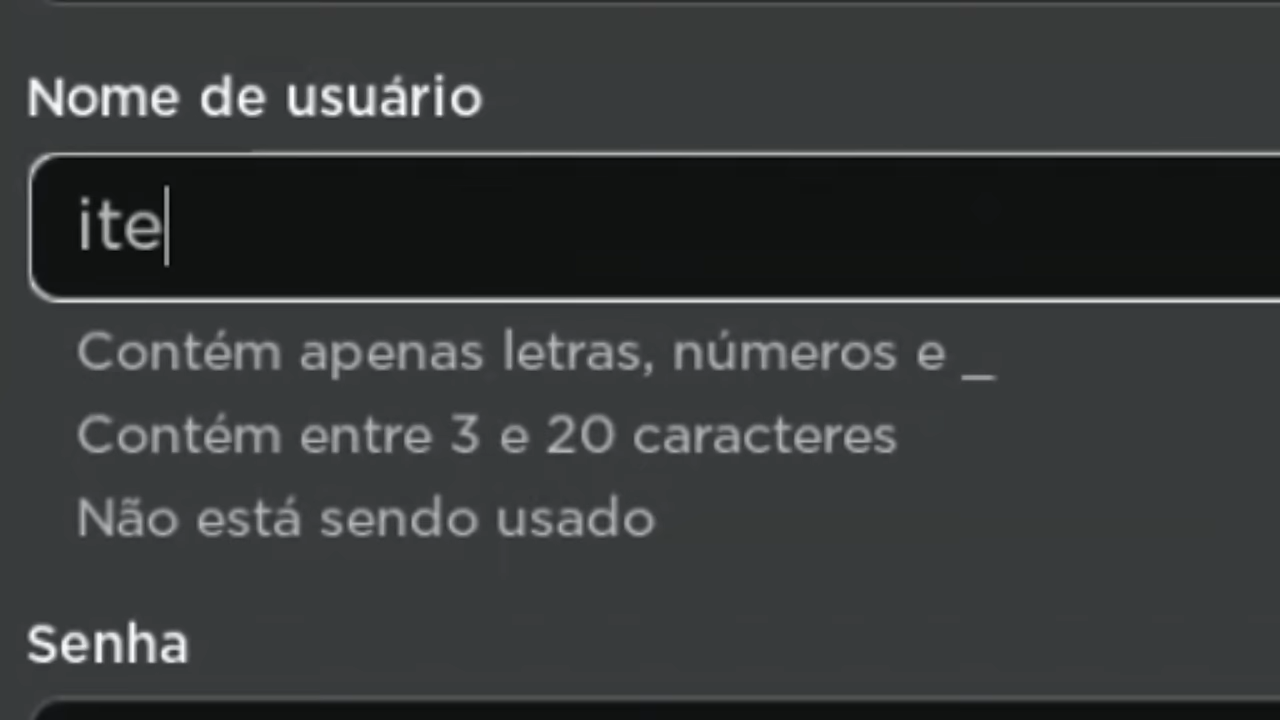 Nome de usuário
ite
Contém apenas letras, números e _
Contém entre 3 e 20 caracteres
Não está sendo usado
Senha